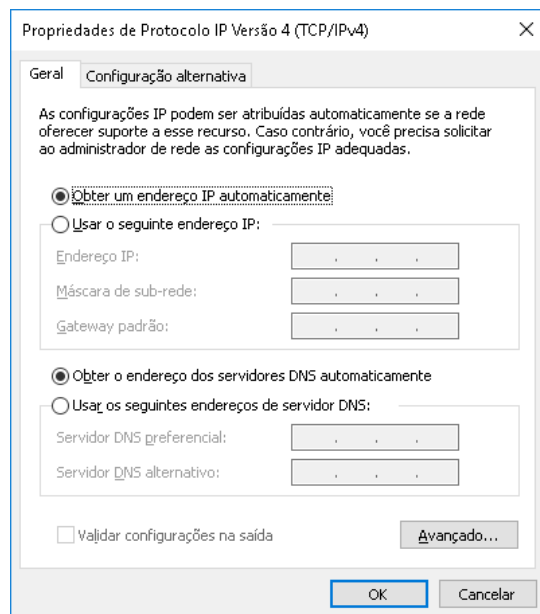 Propriedades de Protocolo IP Versão 4 (TCP/IPv4)
Geral
Configuração alternativa
As configurações IP podem ser atribuídas automaticamente se a rede
oferecer suporte a esse recurso. Caso contrário, você precisa solicitar
ao administrador de rede as configurações IP adequadas.
Obter um endereço IP automaticamente
Usar o seguinte endereço IP:
Endereço IP:
Máscara de sub-rede:
Gateway padrão:
Obter o endereço dos servidores DNS automaticamente
Usar os seguintes endereços de servidor DNS:
Servidor DNS preferencial:
Servidor DNS alternativo:
Validar configurações na saída
Avançado...
OK
Cancelar